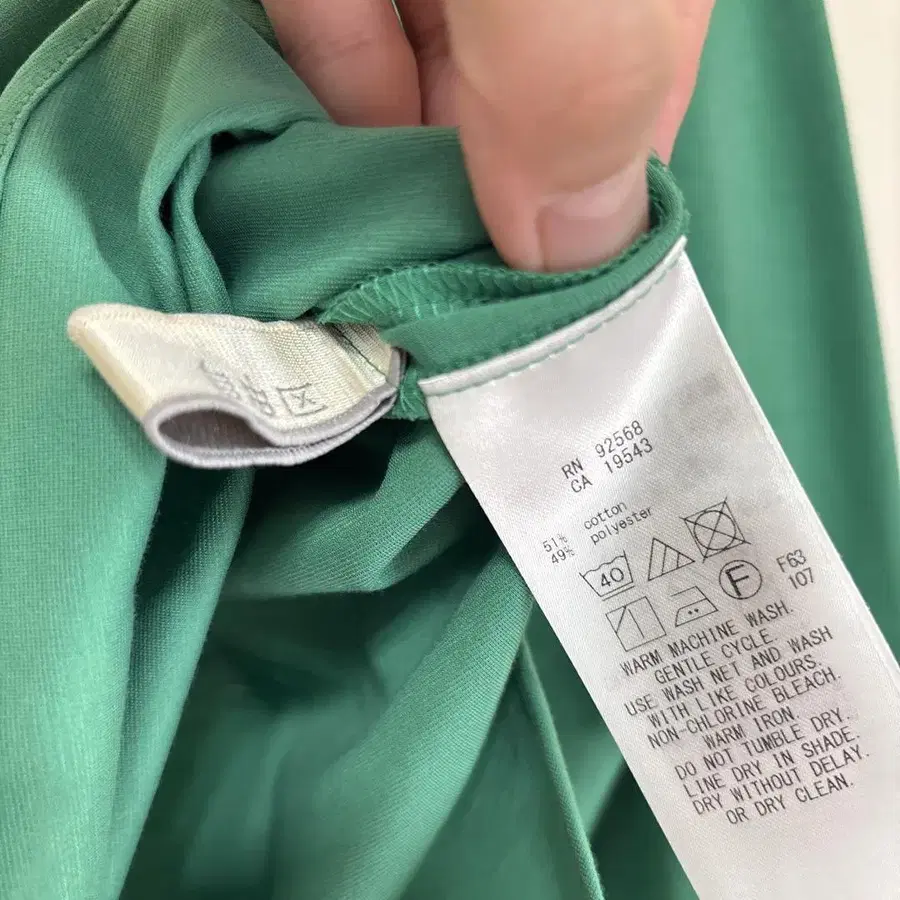 RN 92568
CA 19543
51% cotton
49% polyester
40
F
F63
107
WARM MACHINE WASH.
GENTLE CYCLE.
USE WASH NET AND WASH
WITH LIKE COLOURS.
NON-CHLORINE BLEACH.
WARM IRON.
DO NOT TUMBLE DRY.
LINE DRY IN SHADE.
DRY WITHOUT DELAY.
OR DRY CLEAN.